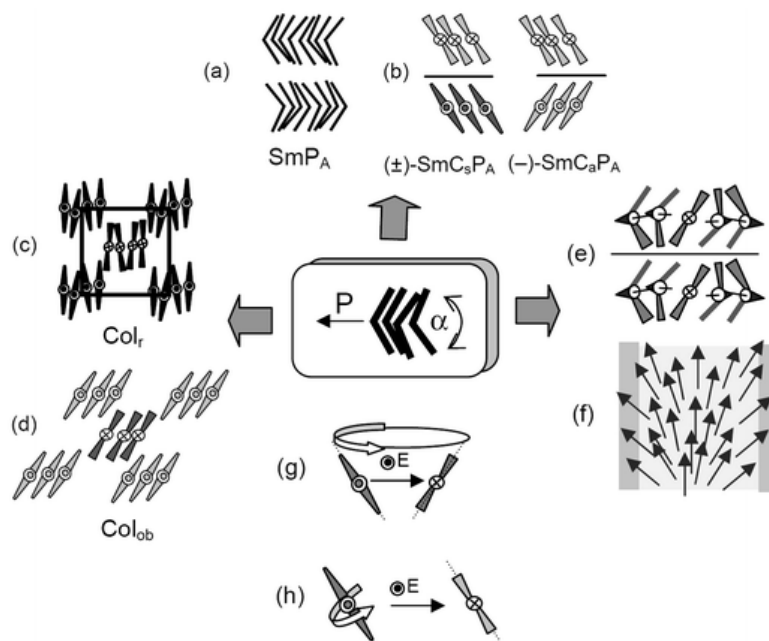 (a)
SmP_A
(b)
(±)-SmC_sP_A
(–)-SmC_aP_A
(c)
Col_r
(d)
Col_ob
P
α
(e)
(f)
(g)
E
(h)
E